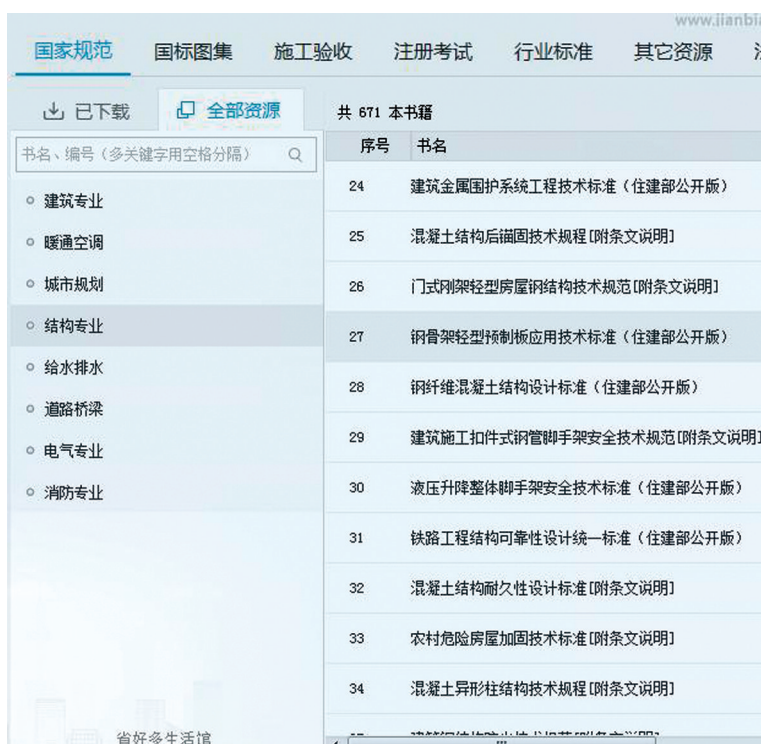 www.jianbia
国家规范 国标图集 施工验收 注册考试 行业标准 其它资源
已下载 全部资源
共 671 本书籍
书名、编号（多关键字用空格分隔）
序号 书名
建筑专业
暖通空调
城市规划
结构专业
给水排水
道路桥梁
电气专业
消防专业
24 建筑金属围护系统工程技术标准（住建部公开版）
25 混凝土结构后锚固技术规程[附条文说明]
26 门式刚架轻型房屋钢结构技术规范[附条文说明]
27 钢骨架轻型预制板应用技术标准（住建部公开版）
28 钢纤维混凝土结构设计标准（住建部公开版）
29 建筑施工扣件式钢管脚手架安全技术规范[附条文说明]
30 液压升降整体脚手架安全技术标准（住建部公开版）
31 铁路工程结构可靠性设计统一标准（住建部公开版）
32 混凝土结构耐久性设计标准[附条文说明]
33 农村危险房屋加固技术标准[附条文说明]
34 混凝土异形柱结构技术规程[附条文说明]
省好多生活馆